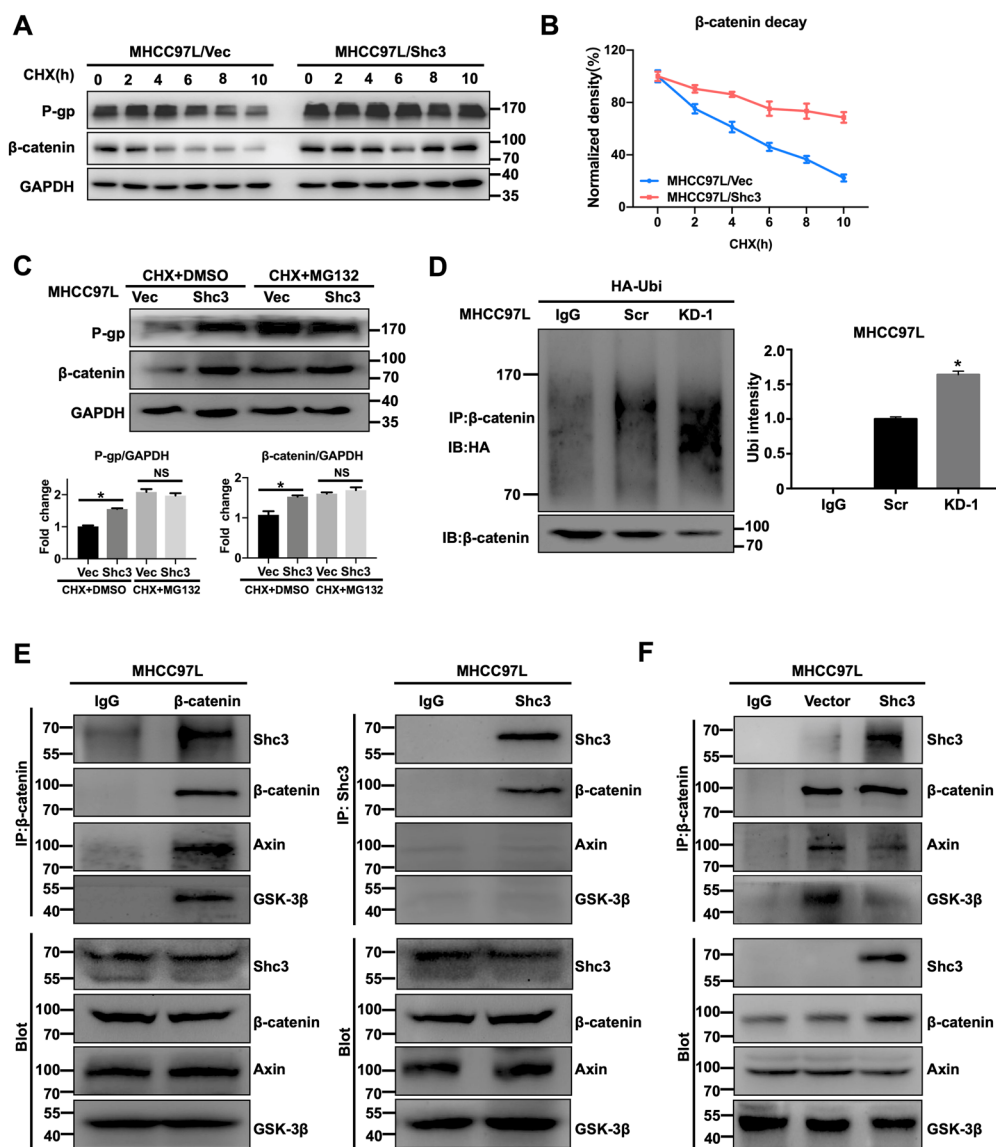 A
MHCC97L/Vec MHCC97L/Shc3
CHX(h) 0 2 4 6 8 10 0 2 4 6 8 10
P-gp 170
β-catenin 100
70
GAPDH 40
35
B
β-catenin decay
Normalized density(%)
120
80
40
0
MHCC97L/Vec
MHCC97L/Shc3
0 2 4 6 8 10
CHX(h)
C
CHX+DMSO CHX+MG132
MHCC97L Vec Shc3 Vec Shc3
P-gp 170
β-catenin 100
70
GAPDH 40
35
P-gp/GAPDH
Fold change
2
1
0
* NS
Vec Shc3 Vec Shc3
CHX+DMSO CHX+MG132
β-catenin/GAPDH
Fold change
2
1
0
* NS
Vec Shc3 Vec Shc3
CHX+DMSO CHX+MG132
D
HA-Ubi
MHCC97L IgG Scr KD-1
170
IP:β-catenin
IB:HA
70
IB:β-catenin 100
70
MHCC97L
Ubi intensity
2.0
1.5
1.0
0.5
0.0
*
IgG Scr KD-1
E
MHCC97L
IgG β-catenin
IP:β-catenin
70
55
Shc3
100
70
β-catenin
100
70
Axin
55
40
GSK-3β
Blot
70
55
Shc3
100
70
β-catenin
100
70
Axin
55
40
GSK-3β
MHCC97L
IgG Shc3
IP: Shc3
70
55
Shc3
100
70
β-catenin
100
70
Axin
55
40
GSK-3β
Blot
70
55
Shc3
100
70
β-catenin
100
70
Axin
55
40
GSK-3β
F
MHCC97L
IgG Vector Shc3
IP:β-catenin
70
55
Shc3
100
70
β-catenin
100
70
Axin
55
40
GSK-3β
Blot
70
55
Shc3
100
70
β-catenin
100
70
Axin
55
40
GSK-3β